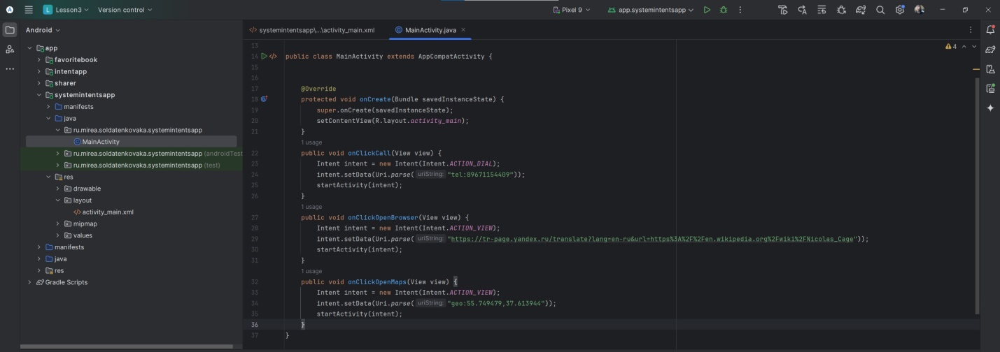 L Lesson3 Version control Pixel 9 app.systemintentsapp
Android
app
favoritebook
intentapp
sharer
systemintentsapp
manifests
java
ru.mirea.soldatenkovaka.systemintentsapp
MainActivity
ru.mirea.soldatenkovaka.systemintentsapp (androidTest
ru.mirea.soldatenkovaka.systemintentsapp (test)
res
drawable
layout
activity_main.xml
mipmap
values
manifests
java
res
Gradle Scripts
systemintentsapp\...\activity_main.xml MainActivity.java
4
13
14 public class MainActivity extends AppCompatActivity {
15
16
17 @Override
18 protected void onCreate(Bundle savedInstanceState) {
19 super.onCreate(savedInstanceState);
20 setContentView(R.layout.activity_main);
21 }
1 usage
22 public void onClickCall(View view) {
23 Intent intent = new Intent(Intent.ACTION_DIAL);
24 intent.setData(Uri.parse( uriString: "tel:89671154409"));
25 startActivity(intent);
26 }
1 usage
27 public void onClickOpenBrowser(View view) {
28 Intent intent = new Intent(Intent.ACTION_VIEW);
29 intent.setData(Uri.parse( uriString: "https://tr-page.yandex.ru/translate?lang=en-ru&url=https%3A%2F%2Fen.wikipedia.org%2Fwiki%2FNicolas_Cage"));
30 startActivity(intent);
31 }
1 usage
32 public void onClickOpenMaps(View view) {
33 Intent intent = new Intent(Intent.ACTION_VIEW);
34 intent.setData(Uri.parse( uriString: "geo:55.749479,37.613944"));
35 startActivity(intent);
36 }
37 }